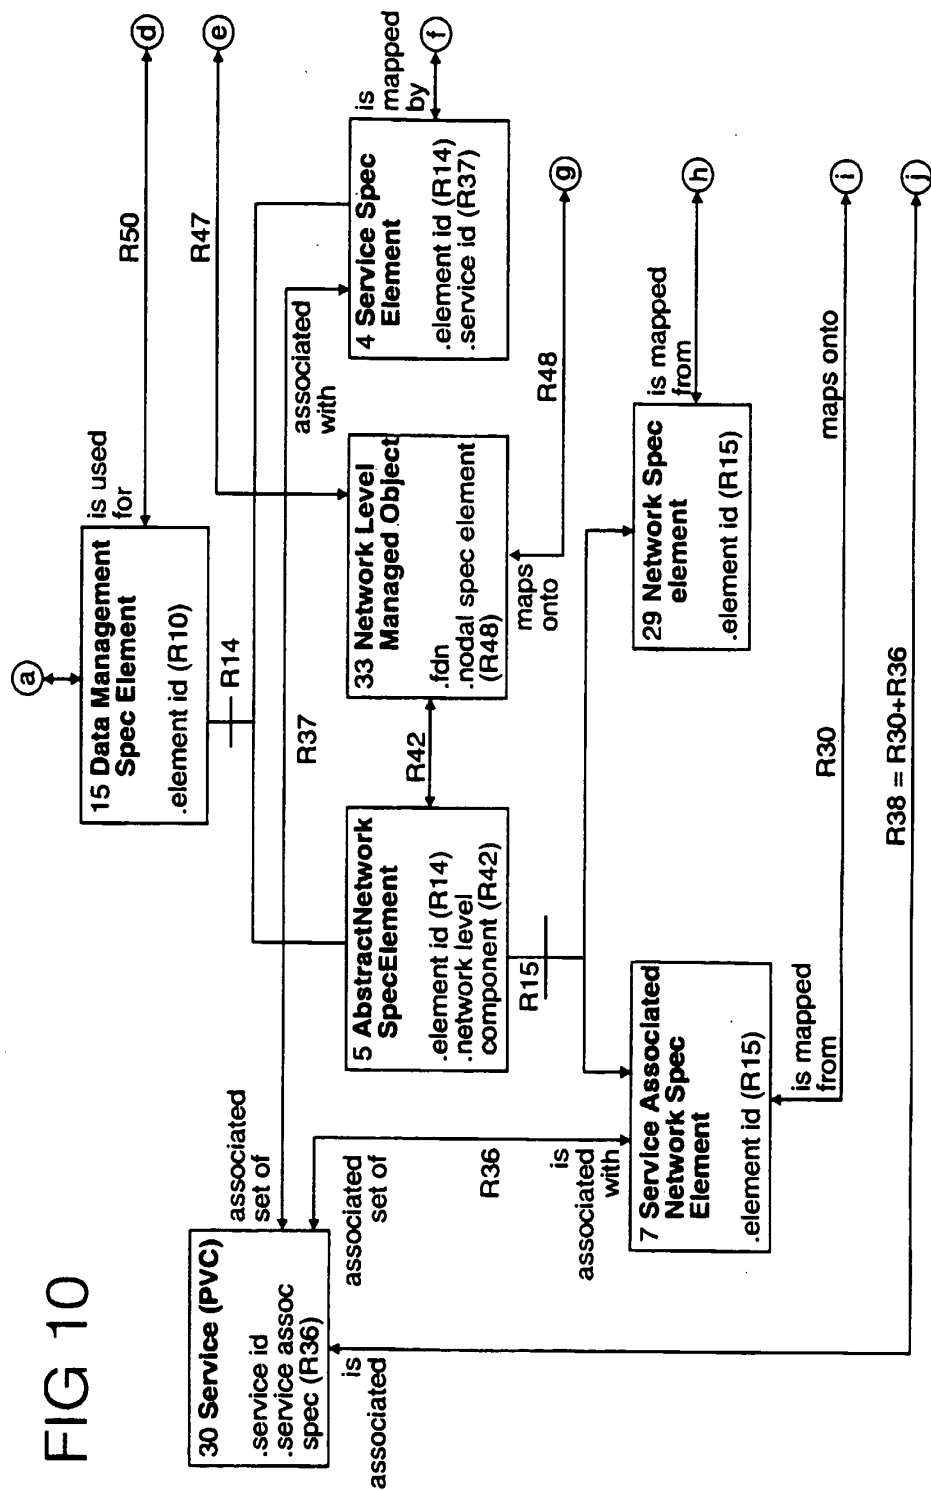 FIG 10
a
15 Data Management
Spec Element
.element id (R10)
is used
for
R50
d
R14
R47
e
30 Service (PVC)
.service id
.service assoc
spec (R36)
associated
set of
R37
associated
with
4 Service Spec
Element
.element id (R14)
.service id (R37)
is
mapped
by
f
5 AbstractNetwork
SpecElement
.element id (R14)
.network level
component (R42)
R42
33 Network Level
Managed Object
.fdn
.nodal spec element
(R48)
maps
onto
R48
g
is
associated
associated
set of
R36
is
associated
with
R15
7 Service Associated
Network Spec
Element
.element id (R15)
29 Network Spec
element
.element id (R15)
is mapped
from
h
is mapped
from
R30
maps onto
i
R38 = R30+R36
j